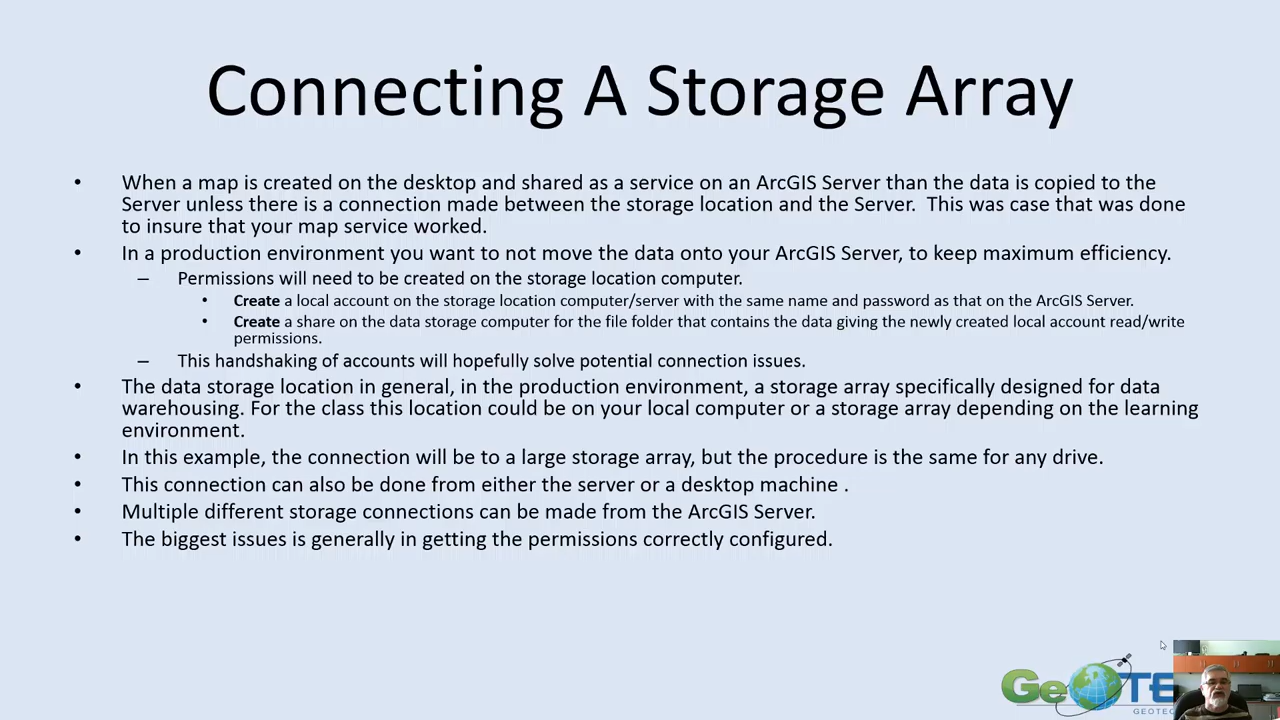 Connecting A Storage Array
• When a map is created on the desktop and shared as a service on an ArcGIS Server than the data is copied to the
Server unless there is a connection made between the storage location and the Server.  This was case that was done
to insure that your map service worked.
• In a production environment you want to not move the data onto your ArcGIS Server, to keep maximum efficiency.
– Permissions will need to be created on the storage location computer.
• Create a local account on the storage location computer/server with the same name and password as that on the ArcGIS Server.
• Create a share on the data storage computer for the file folder that contains the data giving the newly created local account read/write
permissions.
– This handshaking of accounts will hopefully solve potential connection issues.
• The data storage location in general, in the production environment, a storage array specifically designed for data
warehousing. For the class this location could be on your local computer or a storage array depending on the learning
environment.
• In this example, the connection will be to a large storage array, but the procedure is the same for any drive.
• This connection can also be done from either the server or a desktop machine .
• Multiple different storage connections can be made from the ArcGIS Server.
• The biggest issues is generally in getting the permissions correctly configured.
GeoTE
GEOTEC